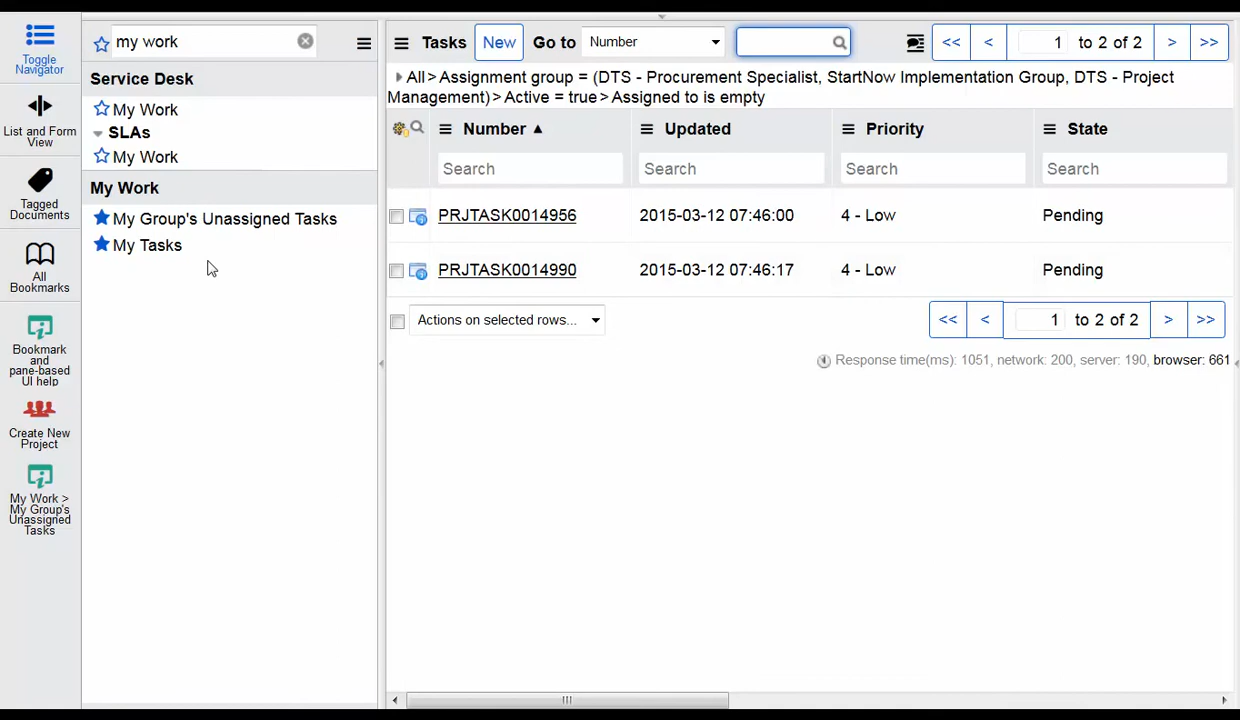 Toggle
Navigator
List and Form
View
Tagged
Documents
All
Bookmarks
Bookmark
and
pane-based
UI help
Create New
Project
My Work >
My Group's
Unassigned
Tasks
my work
Service Desk
My Work
SLAs
My Work
My Work
My Group's Unassigned Tasks
My Tasks
Tasks New Go to Number << < 1 to 2 of 2 > >>
All > Assignment group = (DTS - Procurement Specialist, StartNow Implementation Group, DTS - Project
Management) > Active = true > Assigned to is empty
Number ▲ Updated Priority State
Search Search Search Search
PRJTASK0014956 2015-03-12 07:46:00 4 - Low Pending
PRJTASK0014990 2015-03-12 07:46:17 4 - Low Pending
Actions on selected rows... << < 1 to 2 of 2 > >>
Response time(ms): 1051, network: 200, server: 190, browser: 661